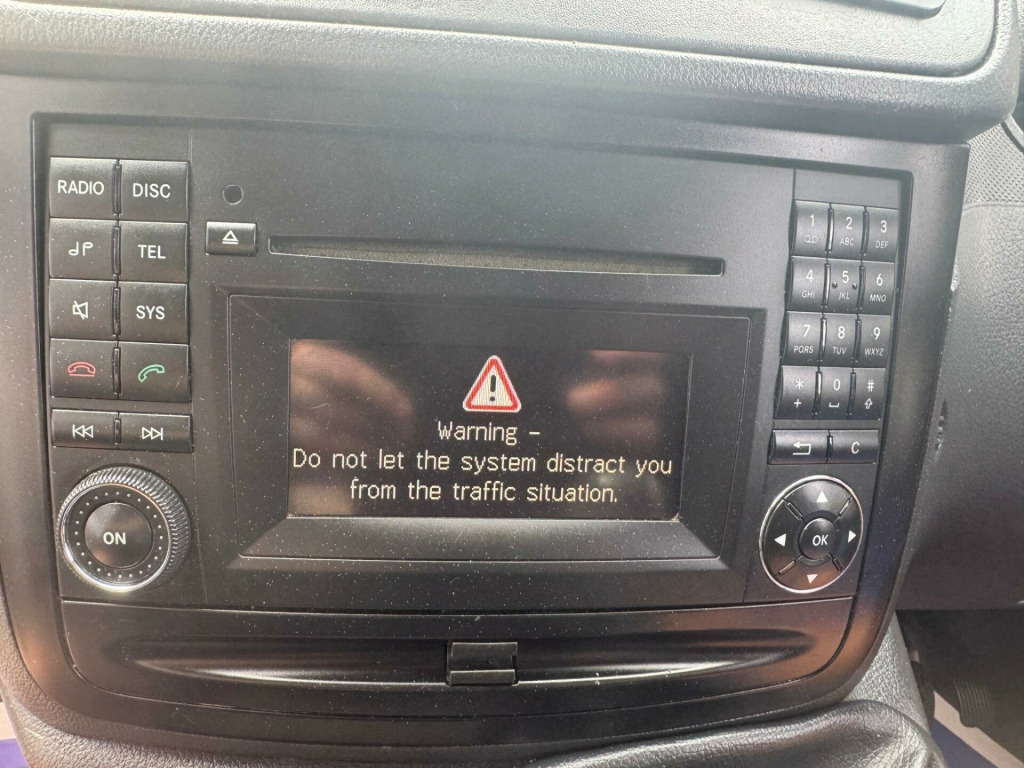 RADIO DISC
TEL
SYS
ON
Warning –
Do not let the system distract you
from the traffic situation.
1 2 ABC 3 DEF
4 GHI 5 JKL 6 MNO
7 PQRS 8 TUV 9 WXYZ
* + 0 #
C
OK